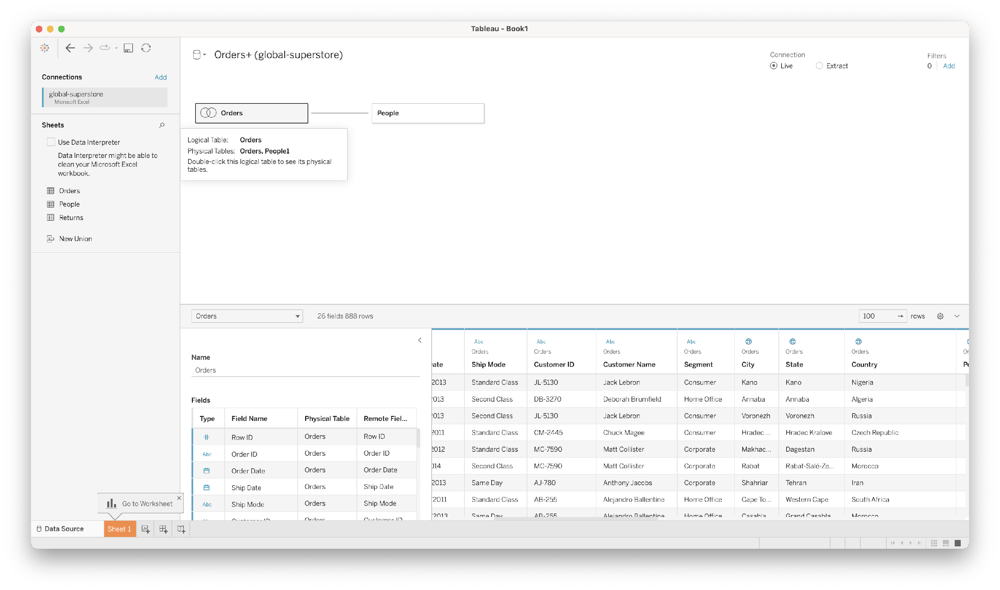 Tableau - Book1
Orders+ (global-superstore)
Connection
Live
Extract
Filters
0
Add
Connections
Add
global-superstore
Microsoft Excel
Sheets
Use Data Interpreter
Data Interpreter might be able to
clean your Microsoft Excel
workbook.
Orders
People
Returns
New Union
Orders
People
Logical Table: Orders
Physical Tables: Orders, People1
Double-click this logical table to see its physical
tables.
Orders
26 fields 888 rows
100
rows
Name
Orders
Fields
Type Field Name Physical Table Remote Fiel...
Row ID Orders Row ID
Abc Order ID Orders Order ID
Order Date Orders Order Date
Ship Date Orders Ship Date
Abc Ship Mode Orders Ship Mode
Customer ID Orders Customer ID
Abc Abc Abc Abc
Orders Orders Orders Orders Orders Orders Orders
Ship Mode Customer ID Customer Name Segment City State Country
2013 Standard Class JL-5130 Jack Lebron Consumer Kano Kano Nigeria
2013 Second Class DB-3270 Deborah Brumfield Home Office Annaba Annaba Algeria
2013 Second Class JL-5130 Jack Lebron Consumer Voronezh Voronezh Russia
2011 Standard Class CM-2445 Chuck Magee Consumer Hradec ... Hradec Kralove Czech Republic
2012 Standard Class MC-7590 Matt Collister Corporate Makhac... Dagestan Russia
014 Second Class MC-7590 Matt Collister Corporate Rabat Rabat-Salé-Ze... Morocco
2013 Same Day AJ-780 Anthony Jacobs Corporate Shahriar Tehran Iran
/2011 Standard Class AB-255 Alejandro Ballentine Home Office Cape To... Western Cape South Africa
/2013 Same Day AB-255 Alejandro Ballentine Home Office Casabla Grand Casabla Morocco
Go to Worksheet
Data Source
Sheet 1